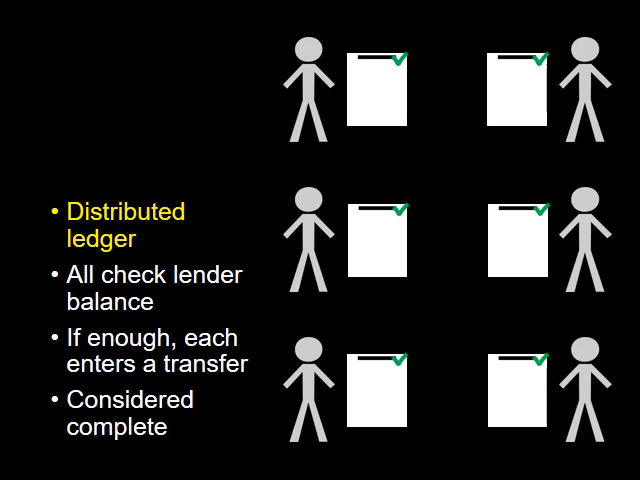 • Distributed
ledger
• All check lender
balance
• If enough, each
enters a transfer
• Considered
complete